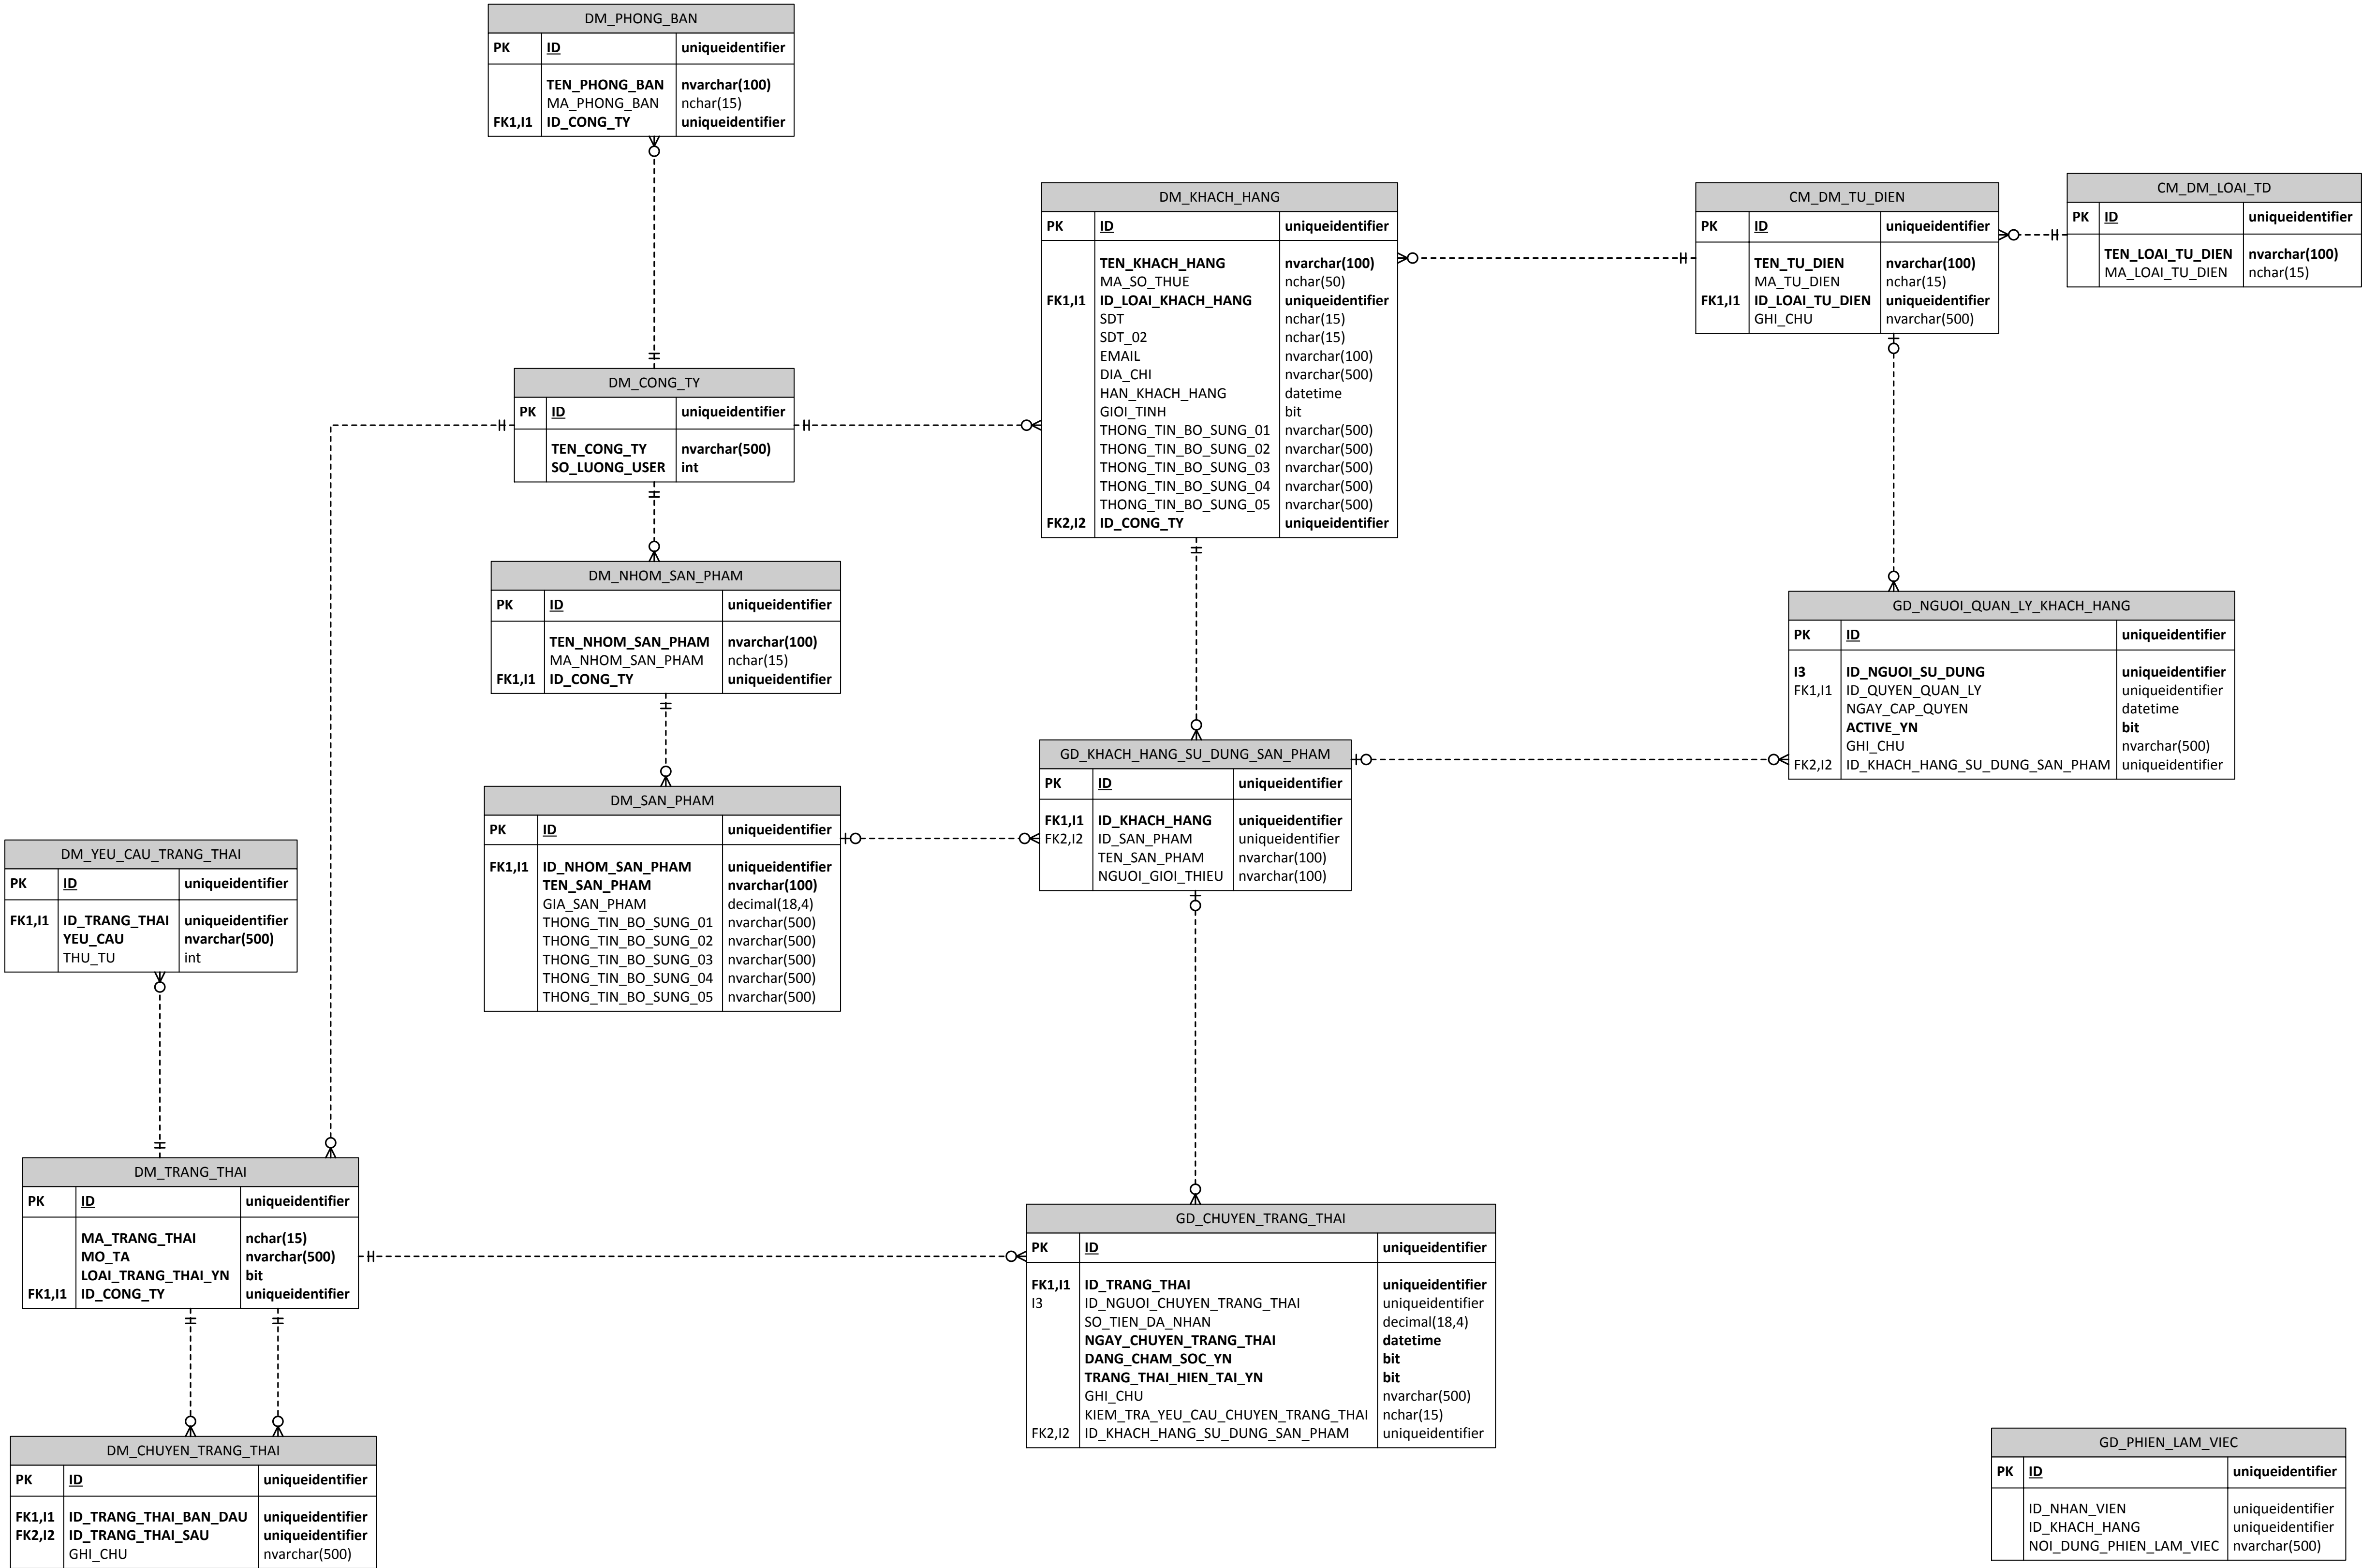 DM_PHONG_BAN
PK ID uniqueidentifier
TEN_PHONG_BAN nvarchar(100)
MA_PHONG_BAN nchar(15)
FK1,I1 ID_CONG_TY uniqueidentifier
DM_KHACH_HANG
PK ID uniqueidentifier
TEN_KHACH_HANG nvarchar(100)
MA_SO_THUE nchar(50)
FK1,I1 ID_LOAI_KHACH_HANG uniqueidentifier
SDT nchar(15)
SDT_02 nchar(15)
EMAIL nvarchar(100)
DIA_CHI nvarchar(500)
HAN_KHACH_HANG datetime
GIOI_TINH bit
THONG_TIN_BO_SUNG_01 nvarchar(500)
THONG_TIN_BO_SUNG_02 nvarchar(500)
THONG_TIN_BO_SUNG_03 nvarchar(500)
THONG_TIN_BO_SUNG_04 nvarchar(500)
THONG_TIN_BO_SUNG_05 nvarchar(500)
FK2,I2 ID_CONG_TY uniqueidentifier
CM_DM_TU_DIEN
PK ID uniqueidentifier
TEN_TU_DIEN nvarchar(100)
MA_TU_DIEN nchar(15)
FK1,I1 ID_LOAI_TU_DIEN uniqueidentifier
GHI_CHU nvarchar(500)
CM_DM_LOAI_TD
PK ID uniqueidentifier
TEN_LOAI_TU_DIEN nvarchar(100)
MA_LOAI_TU_DIEN nchar(15)
DM_CONG_TY
PK ID uniqueidentifier
TEN_CONG_TY nvarchar(500)
SO_LUONG_USER int
DM_NHOM_SAN_PHAM
PK ID uniqueidentifier
TEN_NHOM_SAN_PHAM nvarchar(100)
MA_NHOM_SAN_PHAM nchar(15)
FK1,I1 ID_CONG_TY uniqueidentifier
GD_NGUOI_QUAN_LY_KHACH_HANG
PK ID uniqueidentifier
I3 ID_NGUOI_SU_DUNG uniqueidentifier
FK1,I1 ID_QUYEN_QUAN_LY uniqueidentifier
NGAY_CAP_QUYEN datetime
ACTIVE_YN bit
GHI_CHU nvarchar(500)
FK2,I2 ID_KHACH_HANG_SU_DUNG_SAN_PHAM uniqueidentifier
GD_KHACH_HANG_SU_DUNG_SAN_PHAM
PK ID uniqueidentifier
FK1,I1 ID_KHACH_HANG uniqueidentifier
FK2,I2 ID_SAN_PHAM uniqueidentifier
TEN_SAN_PHAM nvarchar(100)
NGUOI_GIOI_THIEU nvarchar(100)
DM_SAN_PHAM
PK ID uniqueidentifier
FK1,I1 ID_NHOM_SAN_PHAM uniqueidentifier
TEN_SAN_PHAM nvarchar(100)
GIA_SAN_PHAM decimal(18,4)
THONG_TIN_BO_SUNG_01 nvarchar(500)
THONG_TIN_BO_SUNG_02 nvarchar(500)
THONG_TIN_BO_SUNG_03 nvarchar(500)
THONG_TIN_BO_SUNG_04 nvarchar(500)
THONG_TIN_BO_SUNG_05 nvarchar(500)
DM_YEU_CAU_TRANG_THAI
PK ID uniqueidentifier
FK1,I1 ID_TRANG_THAI uniqueidentifier
YEU_CAU nvarchar(500)
THU_TU int
DM_TRANG_THAI
PK ID uniqueidentifier
MA_TRANG_THAI nchar(15)
MO_TA nvarchar(500)
LOAI_TRANG_THAI_YN bit
FK1,I1 ID_CONG_TY uniqueidentifier
GD_CHUYEN_TRANG_THAI
PK ID uniqueidentifier
FK1,I1 ID_TRANG_THAI uniqueidentifier
I3 ID_NGUOI_CHUYEN_TRANG_THAI uniqueidentifier
SO_TIEN_DA_NHAN decimal(18,4)
NGAY_CHUYEN_TRANG_THAI datetime
DANG_CHAM_SOC_YN bit
TRANG_THAI_HIEN_TAI_YN bit
GHI_CHU nvarchar(500)
KIEM_TRA_YEU_CAU_CHUYEN_TRANG_THAI nchar(15)
FK2,I2 ID_KHACH_HANG_SU_DUNG_SAN_PHAM uniqueidentifier
DM_CHUYEN_TRANG_THAI
PK ID uniqueidentifier
FK1,I1 ID_TRANG_THAI_BAN_DAU uniqueidentifier
FK2,I2 ID_TRANG_THAI_SAU uniqueidentifier
GHI_CHU nvarchar(500)
GD_PHIEN_LAM_VIEC
PK ID uniqueidentifier
ID_NHAN_VIEN uniqueidentifier
ID_KHACH_HANG uniqueidentifier
NOI_DUNG_PHIEN_LAM_VIEC nvarchar(500)